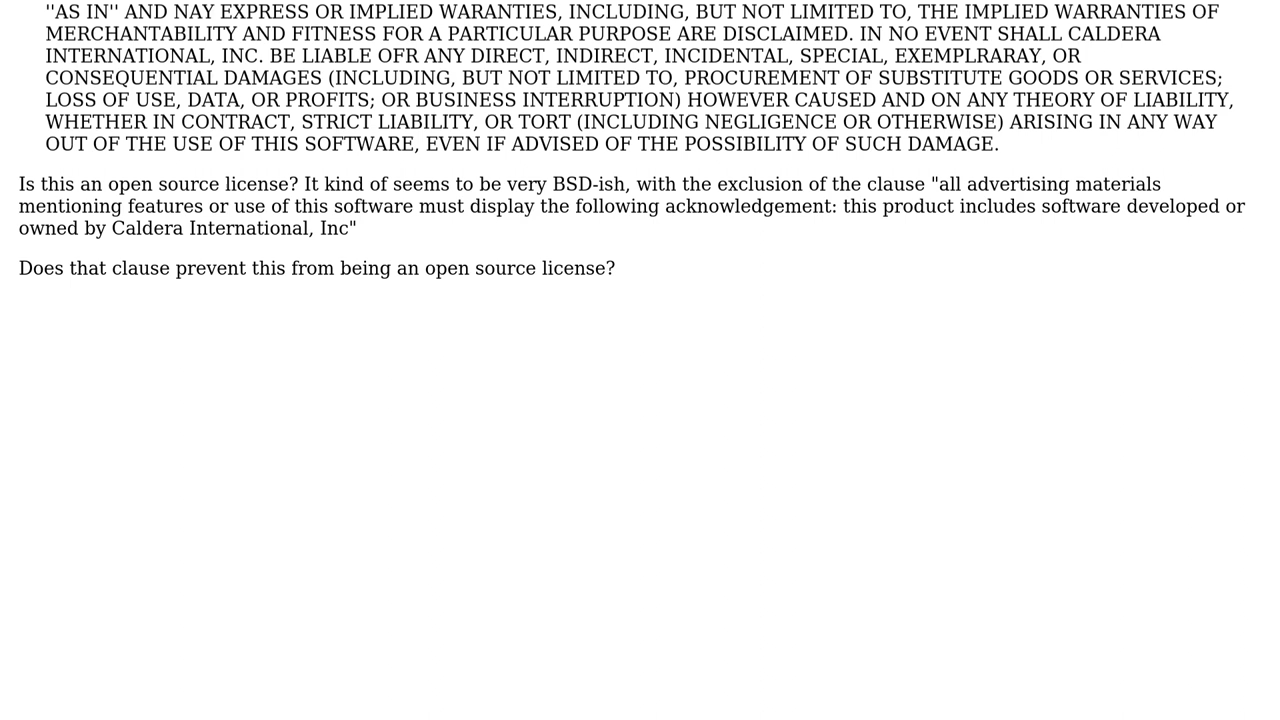 "AS IN" AND NAY EXPRESS OR IMPLIED WARANTIES, INCLUDING, BUT NOT LIMITED TO, THE IMPLIED WARRANTIES OF
MERCHANTABILITY AND FITNESS FOR A PARTICULAR PURPOSE ARE DISCLAIMED. IN NO EVENT SHALL CALDERA
INTERNATIONAL, INC. BE LIABLE OFR ANY DIRECT, INDIRECT, INCIDENTAL, SPECIAL, EXEMPLRARAY, OR
CONSEQUENTIAL DAMAGES (INCLUDING, BUT NOT LIMITED TO, PROCUREMENT OF SUBSTITUTE GOODS OR SERVICES;
LOSS OF USE, DATA, OR PROFITS; OR BUSINESS INTERRUPTION) HOWEVER CAUSED AND ON ANY THEORY OF LIABILITY,
WHETHER IN CONTRACT, STRICT LIABILITY, OR TORT (INCLUDING NEGLIGENCE OR OTHERWISE) ARISING IN ANY WAY
OUT OF THE USE OF THIS SOFTWARE, EVEN IF ADVISED OF THE POSSIBILITY OF SUCH DAMAGE.
Is this an open source license? It kind of seems to be very BSD-ish, with the exclusion of the clause "all advertising materials
mentioning features or use of this software must display the following acknowledgement: this product includes software developed or
owned by Caldera International, Inc"
Does that clause prevent this from being an open source license?